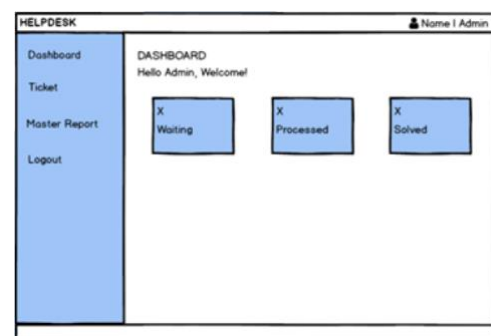 HELPDESK
Name | Admin
Dashboard
Ticket
Master Report
Logout
DASHBOARD
Hello Admin, Welcome!
X
Waiting
X
Processed
X
Solved